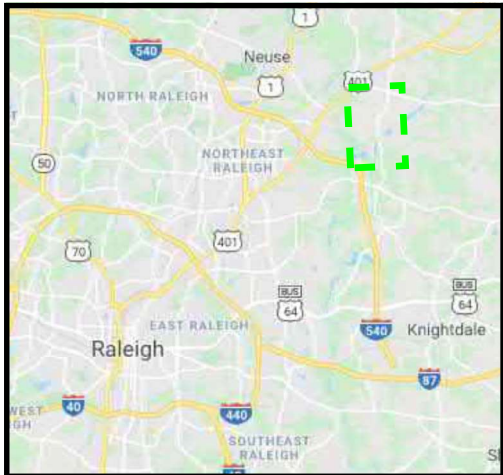 1
540
Neuse
1
401
NORTH RALEIGH
NORTHEAST
RALEIGH
50
401
70
BUS
64
BUS
64
EAST RALEIGH
540
Knightdale
Raleigh
87
40
WEST
GH
440
SOUTHEAST
RALEIGH
S